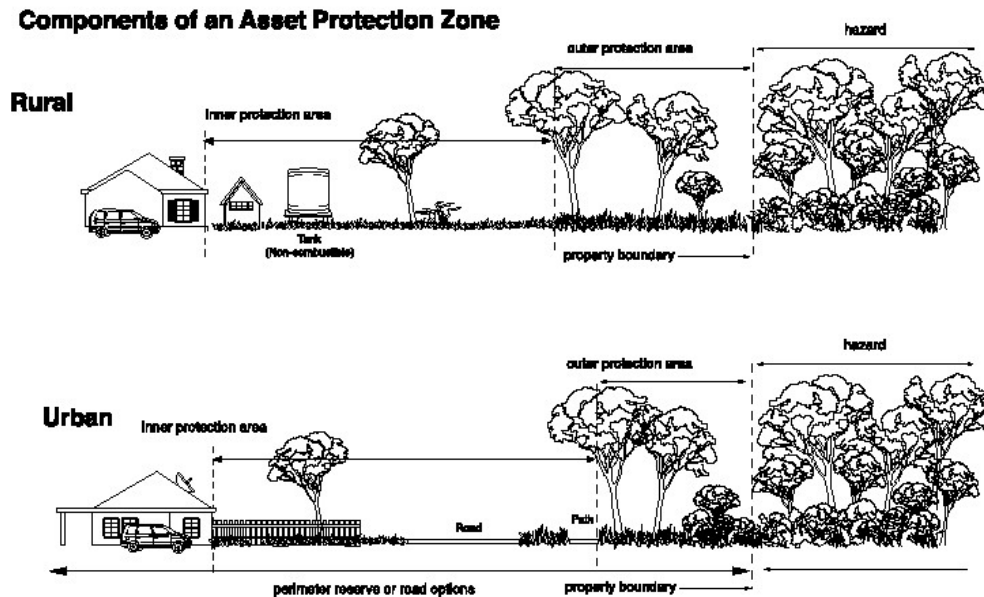 Components of an Asset Protection Zone
hazard
outer protection area
Rural
inner protection area
Tank
(Non-combustible)
property boundary
hazard
outer protection area
Urban
inner protection area
Road
Path
perimeter reserve or road options
property boundary